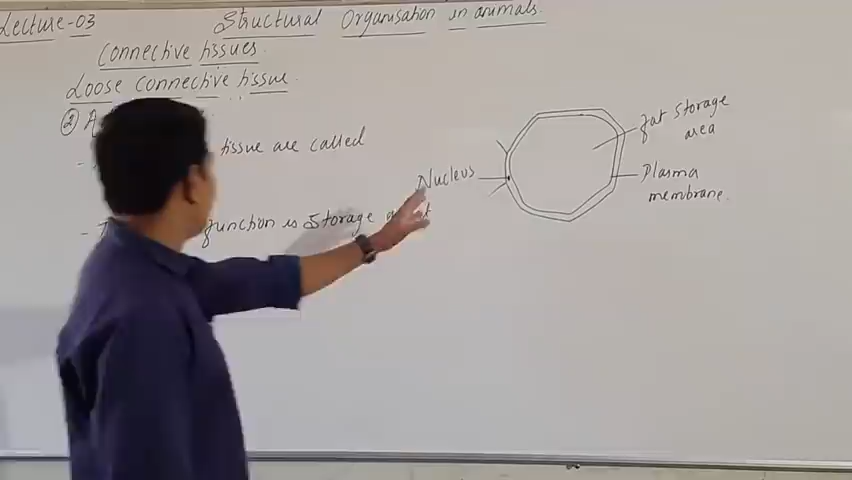 Lecture-03
Structural Organisation in animals.
Connective tissues.
Loose connective tissue.
②
- tissue are called
- function is Storage
Nucleus
fat storage
area
Plasma
membrane.